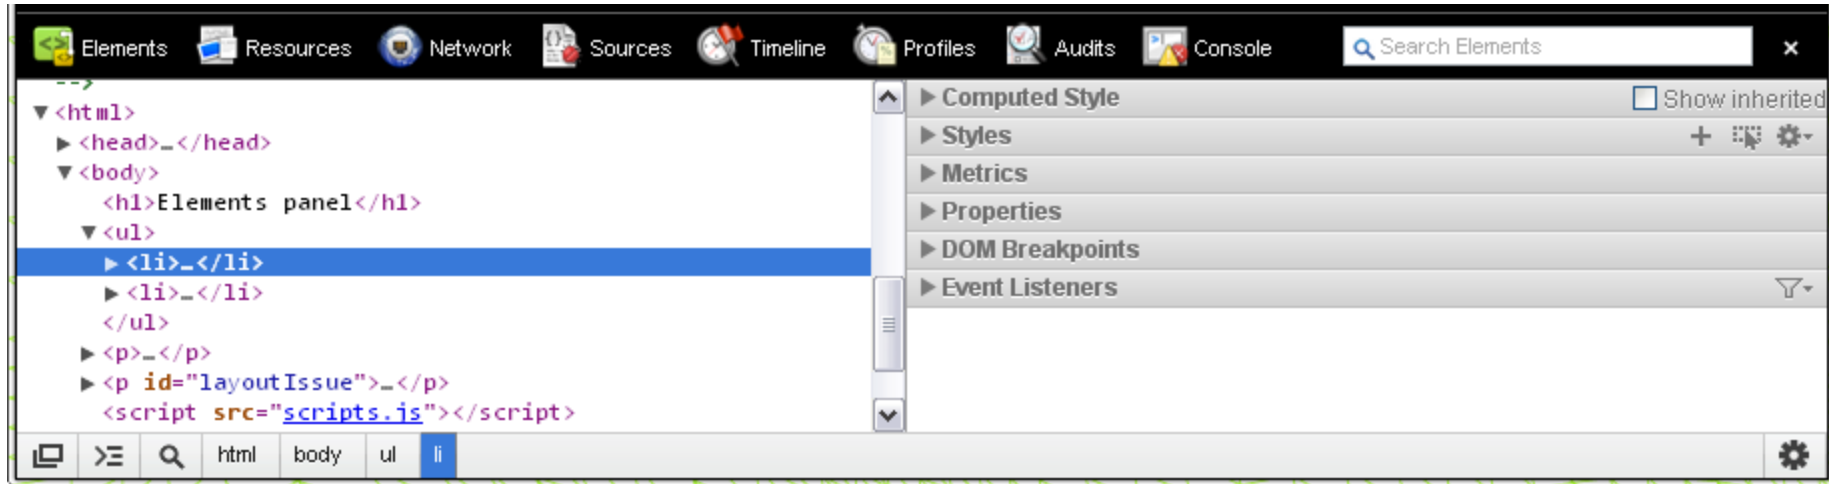 Elements Resources Network Sources Timeline Profiles Audits Console Search Elements ×
-->
▼<html>
▶<head>…</head>
▼<body>
<h1>Elements panel</h1>
▼<ul>
▶<li>…</li>
▶<li>…</li>
</ul>
▶<p>…</p>
▶<p id="layoutIssue">…</p>
<script src="scripts.js"></script>
▶Computed Style Show inherited
▶Styles
▶Metrics
▶Properties
▶DOM Breakpoints
▶Event Listeners
html body ul li